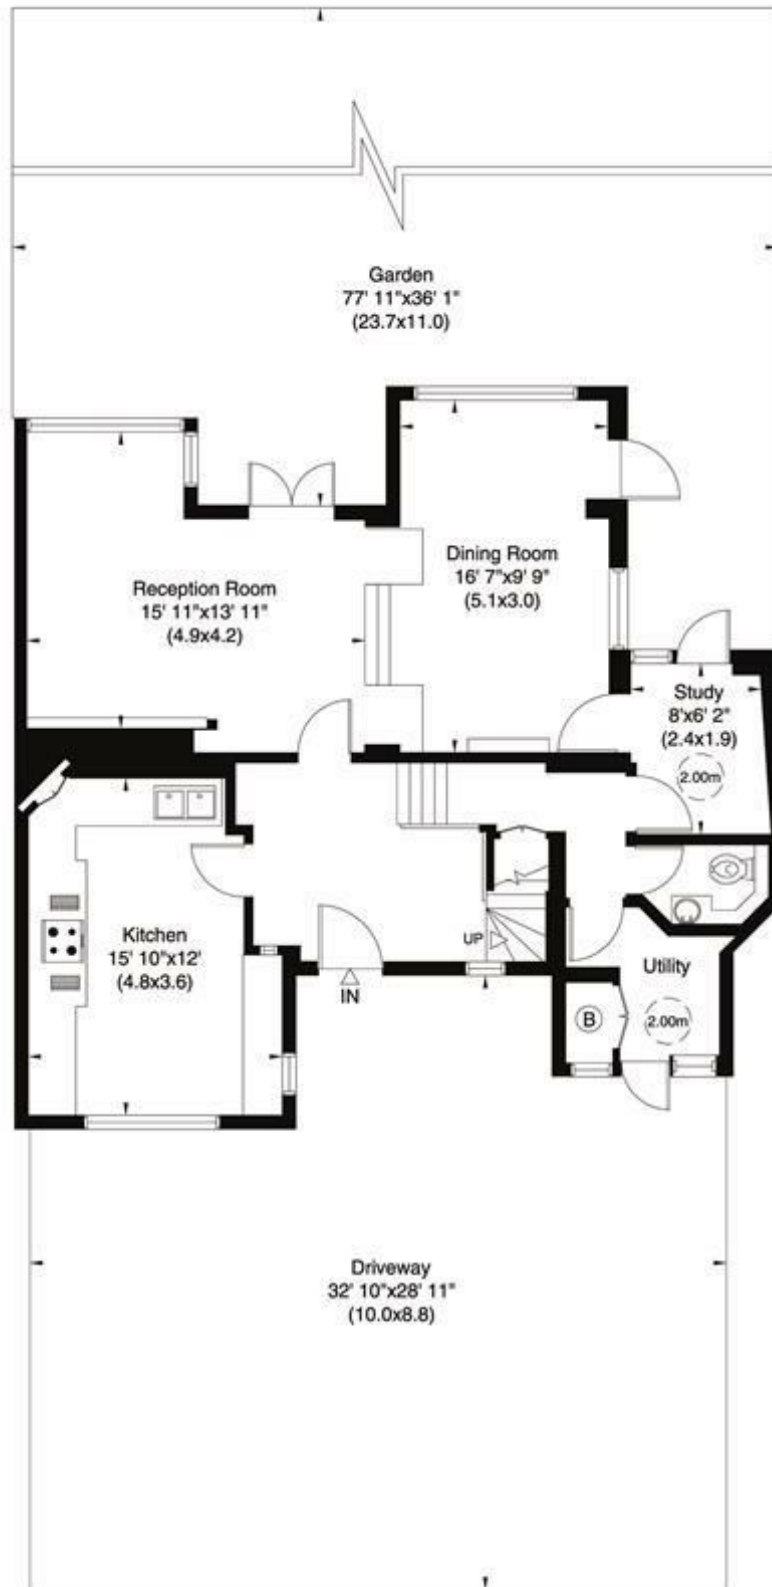 Garden
77' 11"x36' 1"
(23.7x11.0)
Dining Room
16' 7"x9' 9"
(5.1x3.0)
Reception Room
15' 11"x13' 11"
(4.9x4.2)
Study
8'x6' 2"
(2.4x1.9)
2.00m
Kitchen
15' 10"x12'
(4.8x3.6)
UP
IN
Utility
B
2.00m
Driveway
32' 10"x28' 11"
(10.0x8.8)